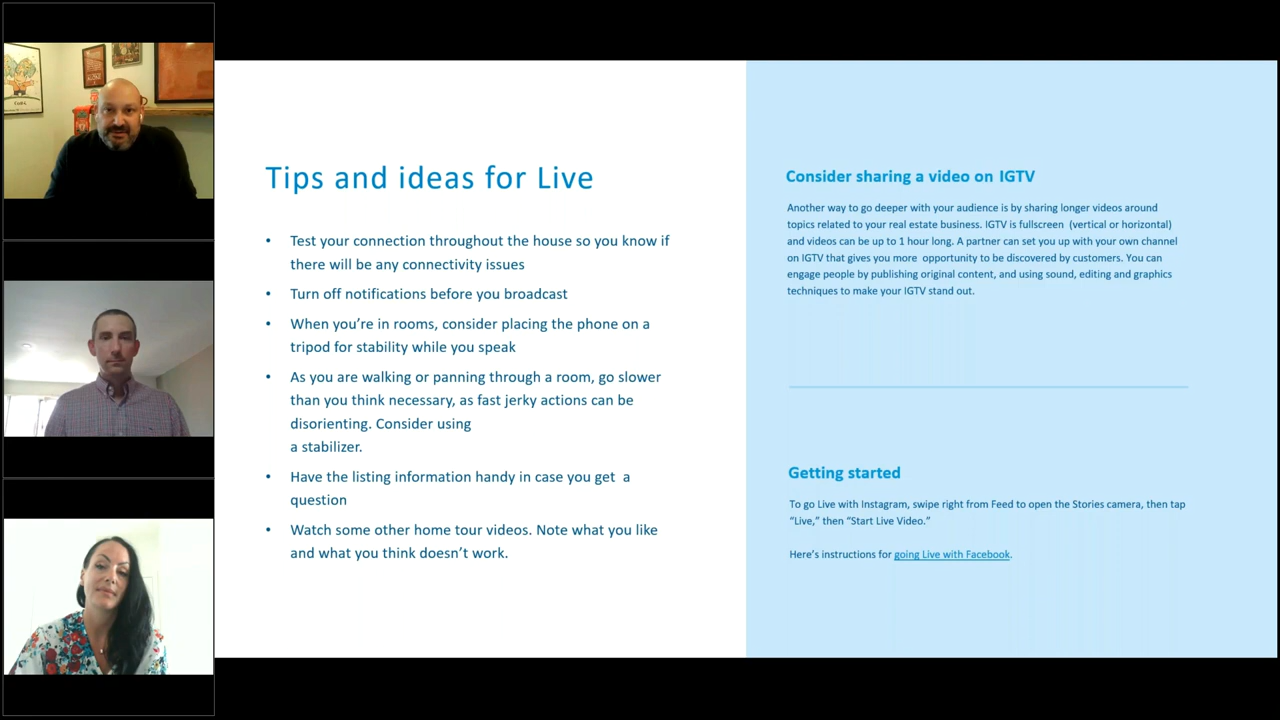 Tips and ideas for Live
• Test your connection throughout the house so you know if
there will be any connectivity issues
• Turn off notifications before you broadcast
• When you’re in rooms, consider placing the phone on a
tripod for stability while you speak
• As you are walking or panning through a room, go slower
than you think necessary, as fast jerky actions can be
disorienting. Consider using
a stabilizer.
• Have the listing information handy in case you get a
question
• Watch some other home tour videos. Note what you like
and what you think doesn’t work.
Consider sharing a video on IGTV
Another way to go deeper with your audience is by sharing longer videos around
topics related to your real estate business. IGTV is fullscreen (vertical or horizontal)
and videos can be up to 1 hour long. A partner can set you up with your own channel
on IGTV that gives you more opportunity to be discovered by customers. You can
engage people by publishing original content, and using sound, editing and graphics
techniques to make your IGTV stand out.
Getting started
To go Live with Instagram, swipe right from Feed to open the Stories camera, then tap
“Live,” then “Start Live Video.”
Here’s instructions for going Live with Facebook.